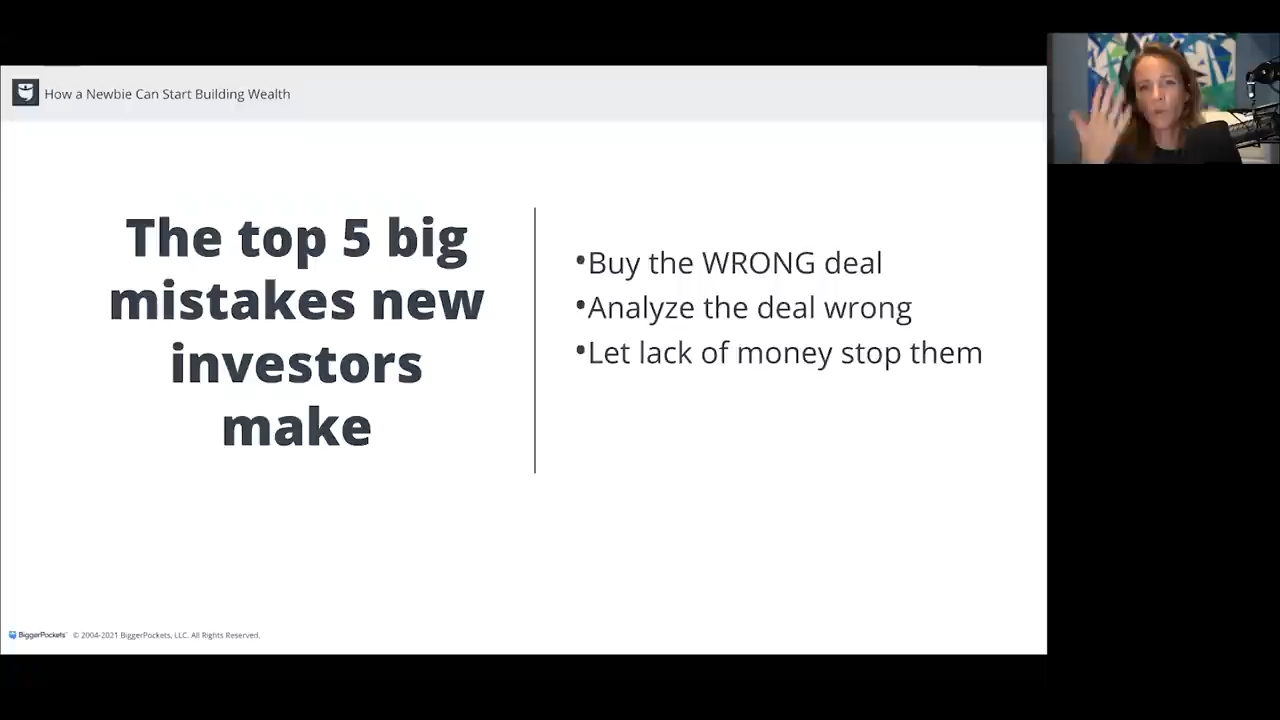 How a Newbie Can Start Building Wealth
The top 5 big
mistakes new
investors
make
•Buy the WRONG deal
•Analyze the deal wrong
•Let lack of money stop them
BiggerPockets © 2004-2021 BiggerPockets, LLC. All Rights Reserved.